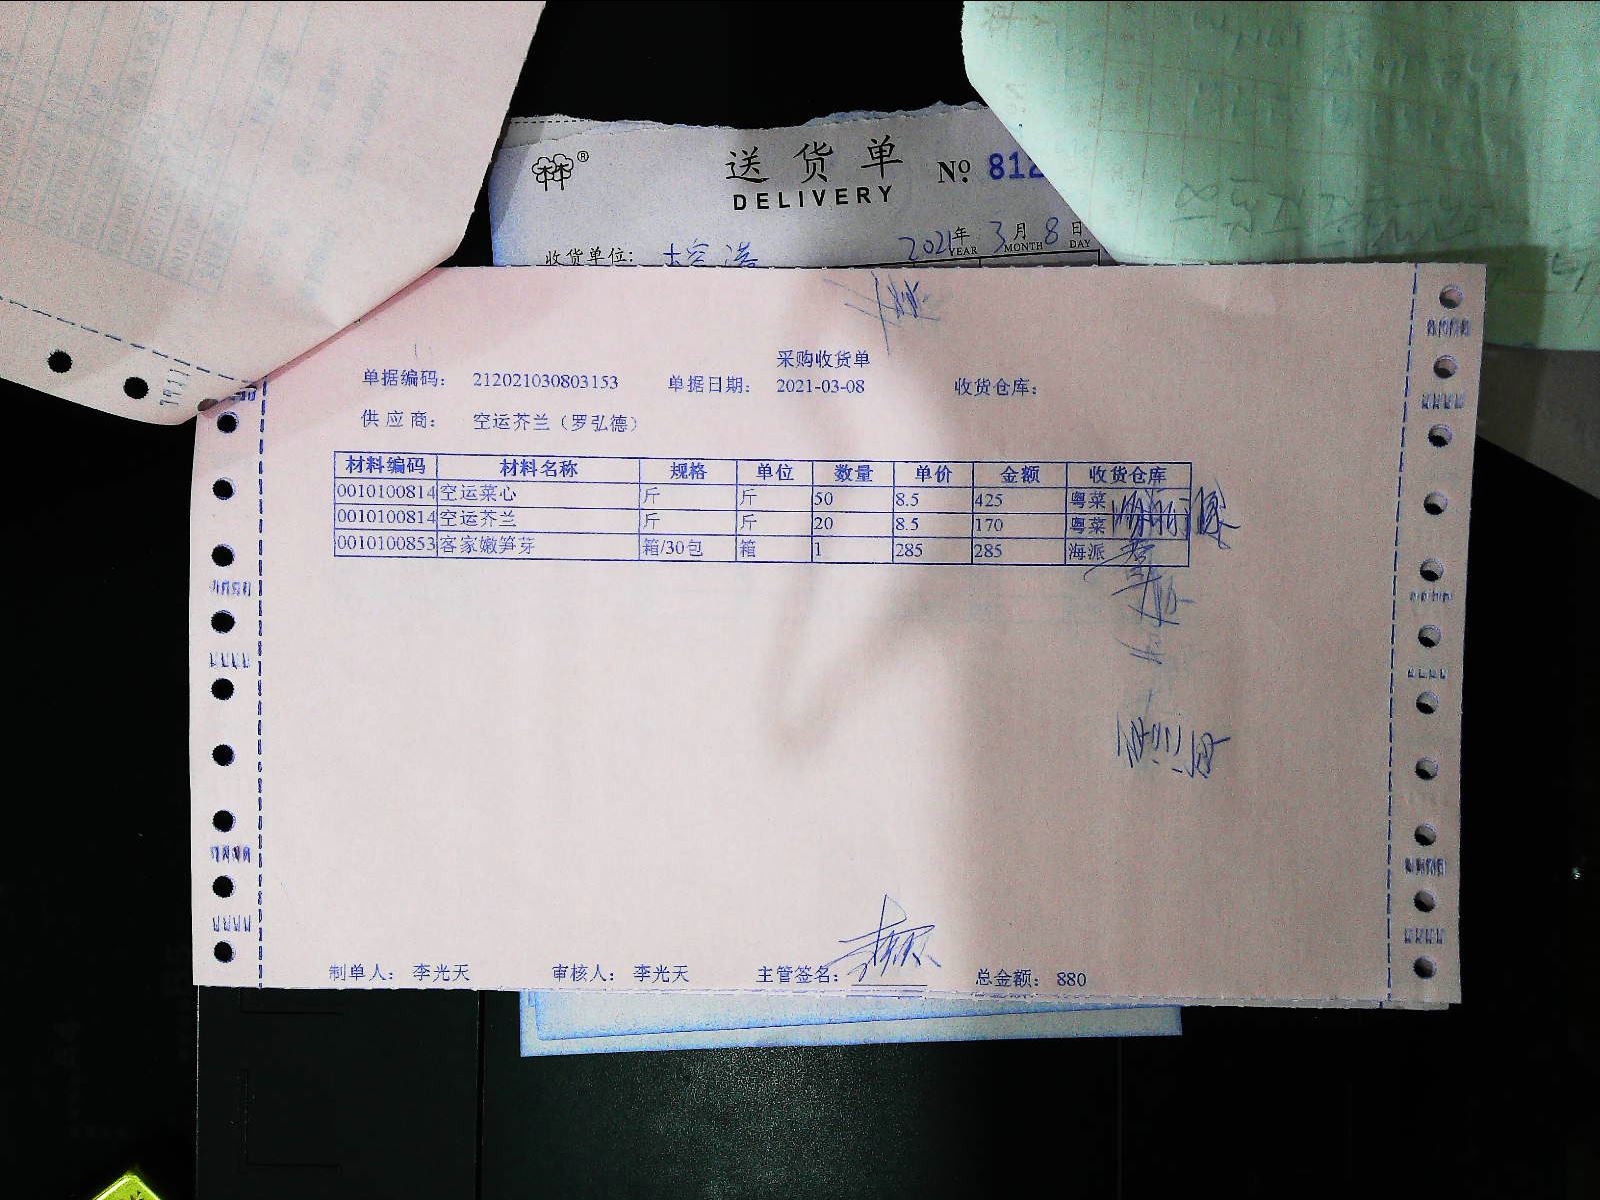 送货单 No. 812
DELIVERY
收货单位:
2021年 3月 8日
YEAR MONTH DAY
采购收货单
单据编码: 212021030803153 单据日期: 2021-03-08 收货仓库:
供应商: 空运芥兰（罗弘德）
材料编码 材料名称 规格 单位 数量 单价 金额 收货仓库
0010100814 空运菜心 斤 斤 50 8.5 425 粤菜
0010100814 空运芥兰 斤 斤 20 8.5 170 粤菜
0010100853 客家嫩笋芽 箱/30包 箱 1 285 285 海派
制单人: 李光天 审核人: 李光天 主管签名: 总金额: 880